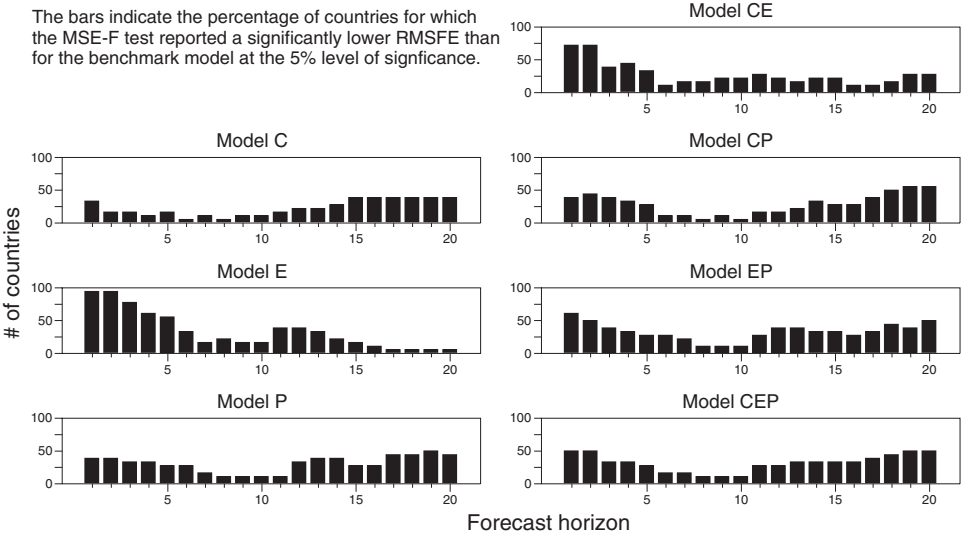 The bars indicate the percentage of countries for which
the MSE-F test reported a significantly lower RMSFE than
for the benchmark model at the 5% level of signficance.
Model CE
100
50
0
5 10 15 20
Model C
100
50
0
5 10 15 20
Model CP
100
50
0
5 10 15 20
Model E
100
50
0
5 10 15 20
Model EP
100
50
0
5 10 15 20
Model P
100
50
0
5 10 15 20
Model CEP
100
50
0
5 10 15 20
# of countries
Forecast horizon